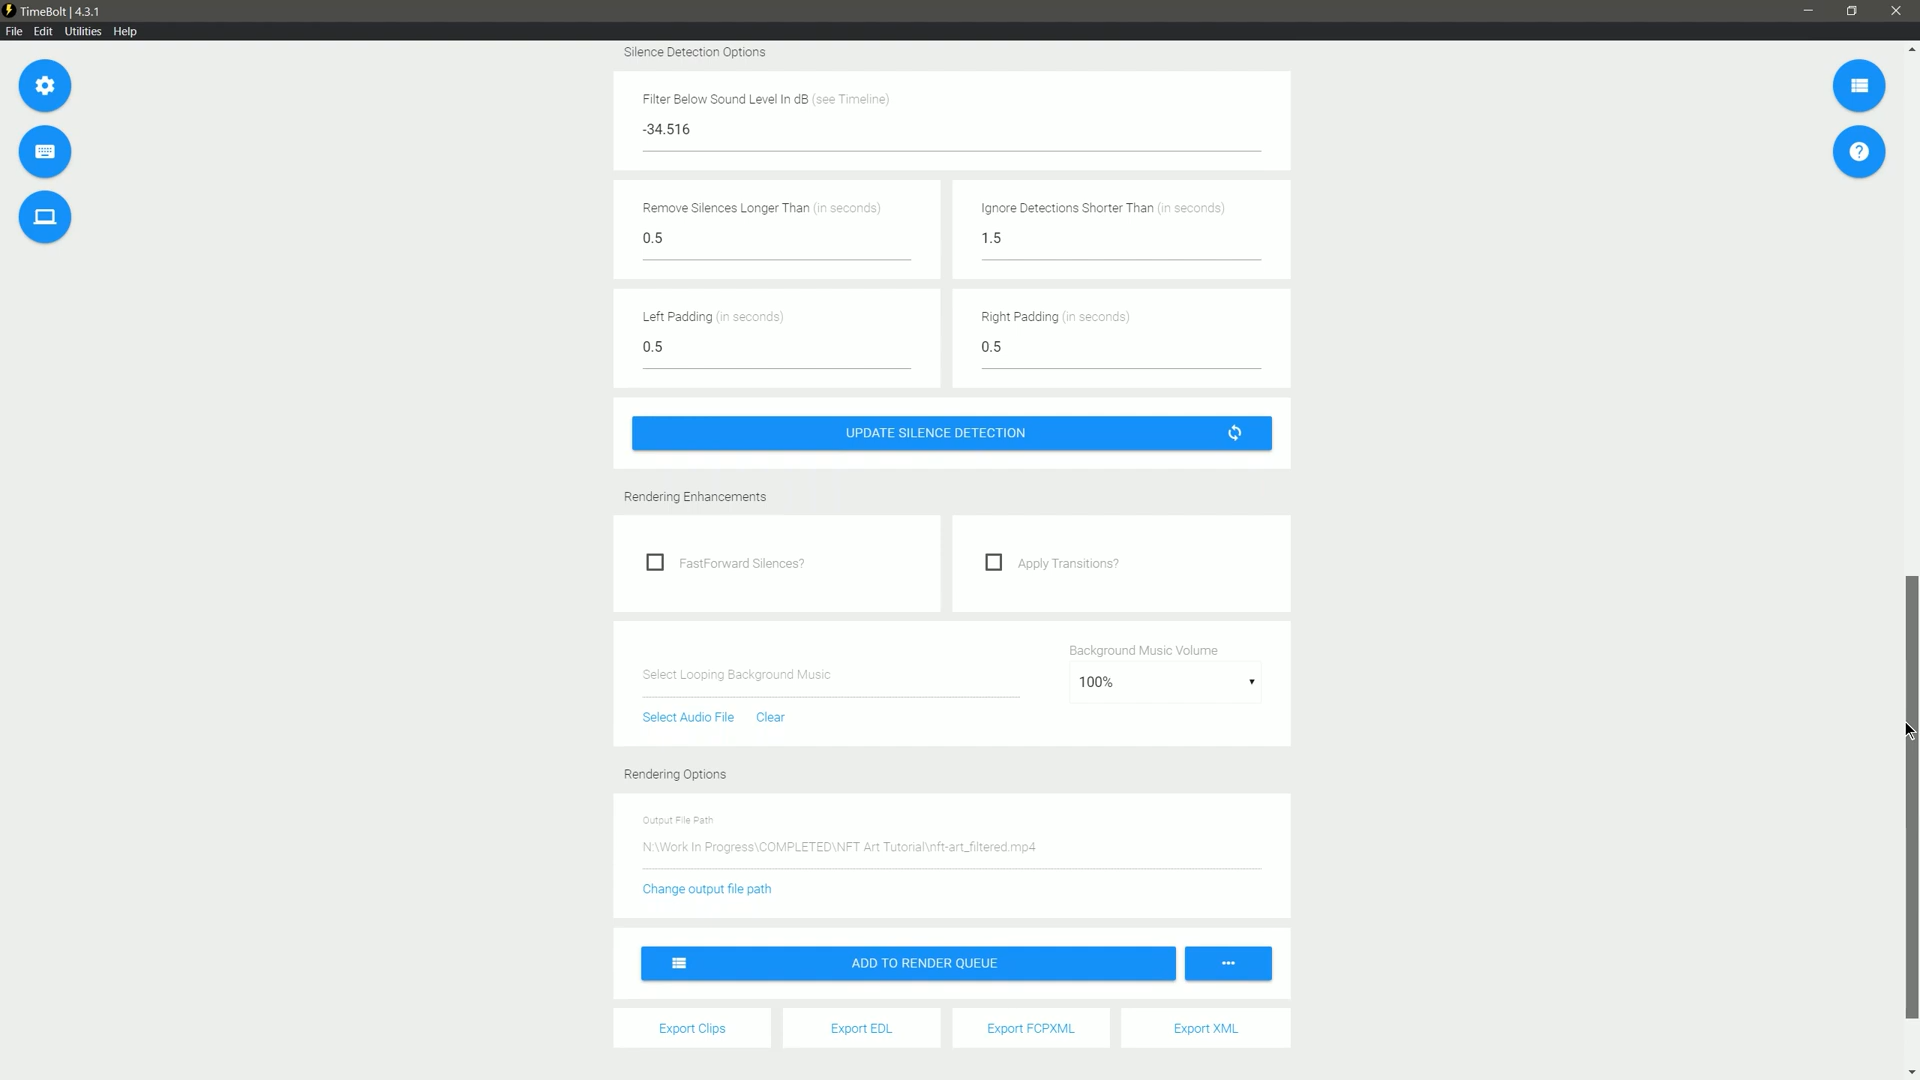 TimeBolt | 4.3.1
File Edit Utilities Help
Silence Detection Options
Filter Below Sound Level In dB (see Timeline)
-34.516
Remove Silences Longer Than (in seconds)
0.5
Ignore Detections Shorter Than (in seconds)
1.5
Left Padding (in seconds)
0.5
Right Padding (in seconds)
0.5
UPDATE SILENCE DETECTION
Rendering Enhancements
FastForward Silences?
Apply Transitions?
Select Looping Background Music
Select Audio File Clear
Background Music Volume
100%
Rendering Options
Output File Path
N:\Work In Progress\COMPLETED\NFT Art Tutorial\nft-art_filtered.mp4
Change output file path
ADD TO RENDER QUEUE
Export Clips Export EDL Export FCPXML Export XML